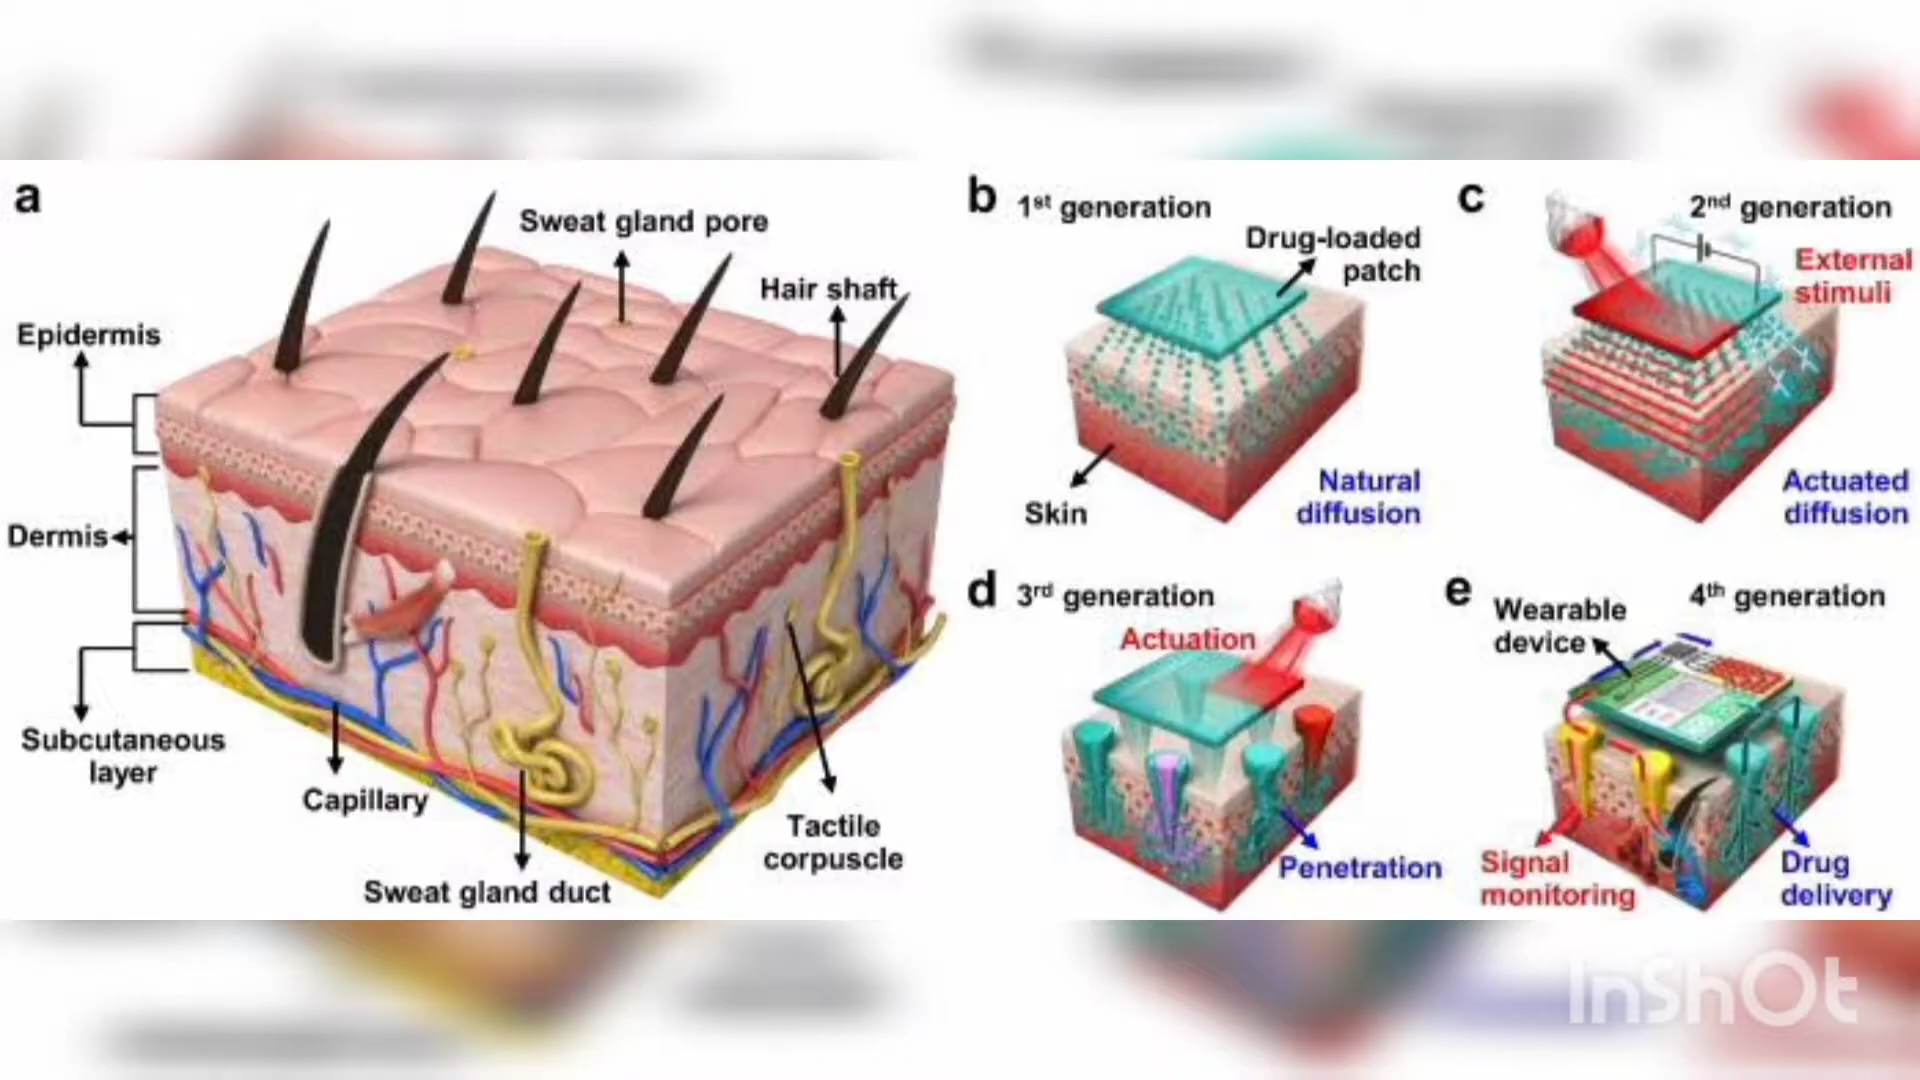 a
Sweat gland pore
Hair shaft
Epidermis
Dermis
Subcutaneous
layer
Capillary
Sweat gland duct
Tactile
corpuscle
b 1st generation
Drug-loaded
patch
Skin
Natural
diffusion
c 2nd generation
External
stimuli
Actuated
diffusion
d 3rd generation
Actuation
Penetration
e 4th generation
Wearable
device
Signal
monitoring
Drug
delivery
InShOt